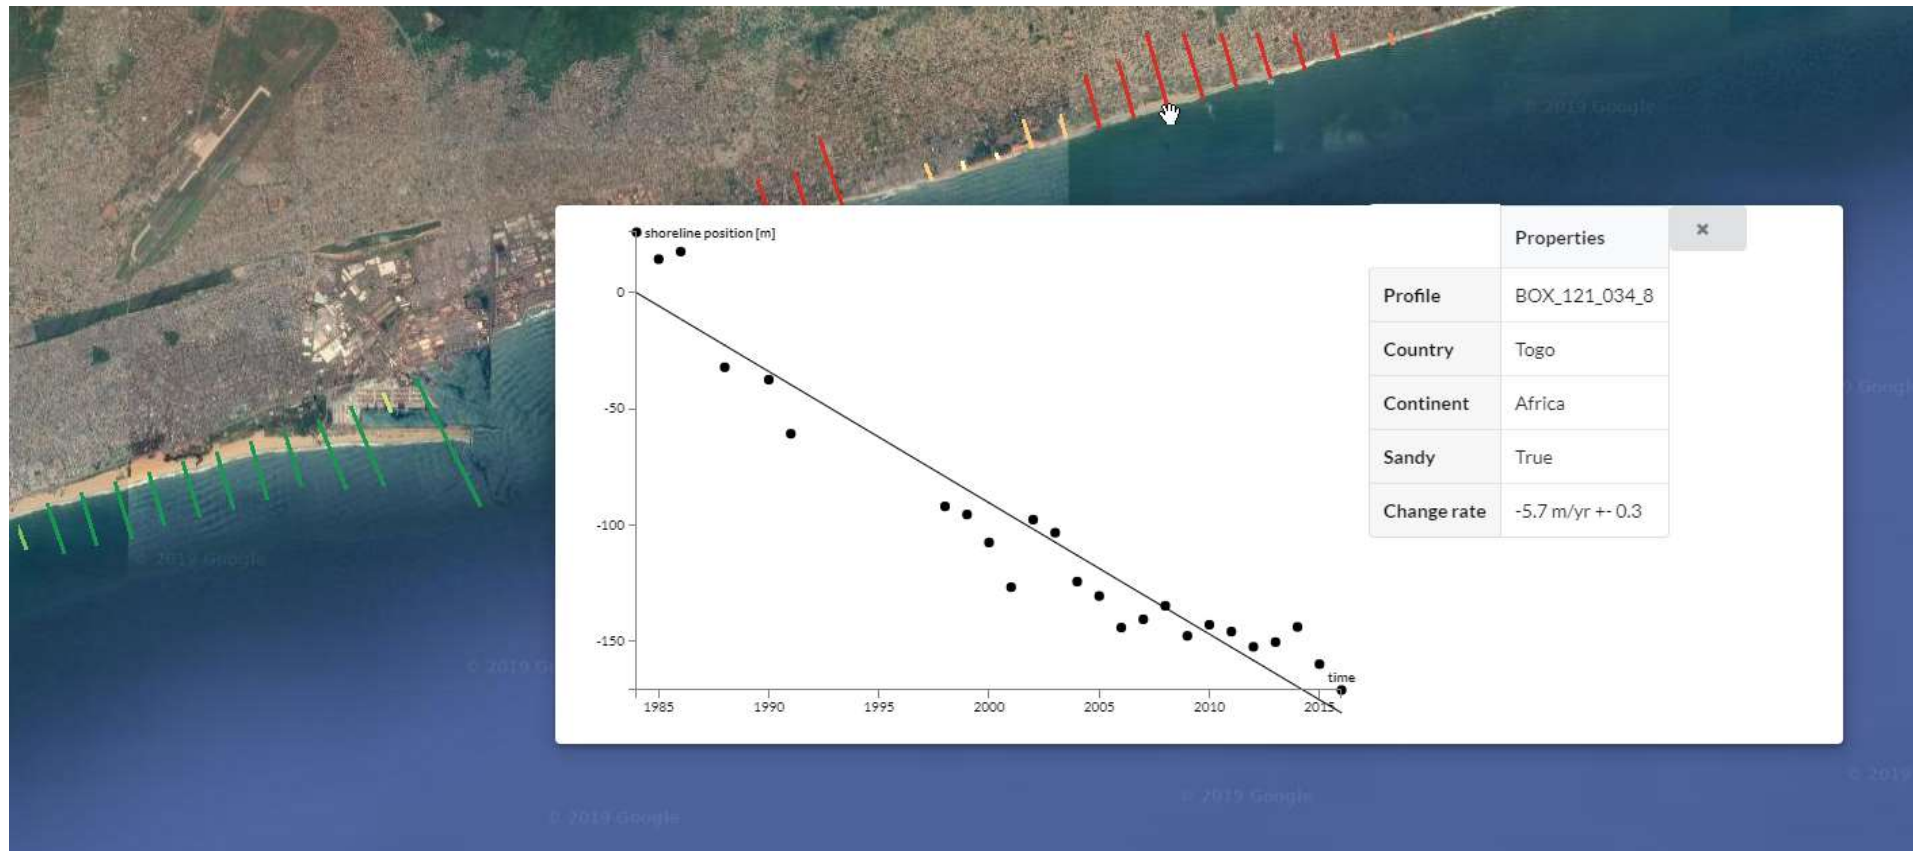 © 2019 Google
shoreline position [m]
0
-50
-100
-150
1985
1990
1995
2000
2005
2010
2015
time
Properties
×
Profile BOX_121_034_8
Country Togo
Continent Africa
Sandy True
Change rate -5.7 m/yr +- 0.3
© 2019 Google
© 2019 Google
© 2019 Google